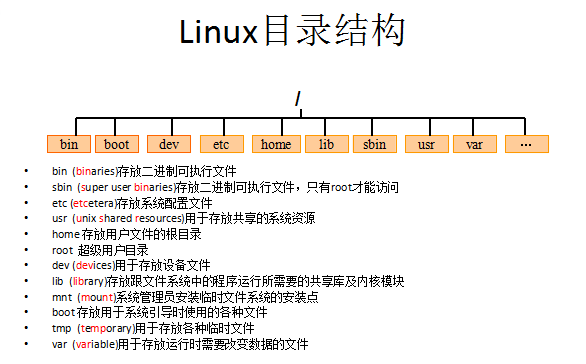 Linux目录结构
/
bin boot dev etc home lib sbin usr var ...
• bin (binaries)存放二进制可执行文件
• sbin (super user binaries)存放二进制可执行文件，只有root才能访问
• etc (etcetera)存放系统配置文件
• usr (unix shared resources)用于存放共享的系统资源
• home 存放用户文件的根目录
• root 超级用户目录
• dev (devices)用于存放设备文件
• lib (library)存放跟文件系统中的程序运行所需要的共享库及内核模块
• mnt (mount)系统管理员安装临时文件系统的安装点
• boot 存放用于系统引导时使用的各种文件
• tmp (temporary)用于存放各种临时文件
• var (variable)用于存放运行时需要改变数据的文件